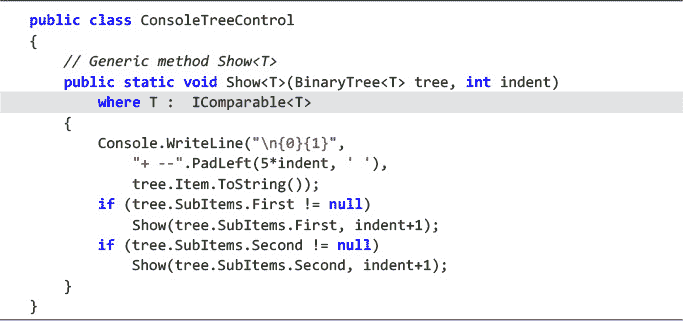 public class ConsoleTreeControl
{
// Generic method Show<T>
public static void Show<T>(BinaryTree<T> tree, int indent)
where T :  IComparable<T>
{
Console.WriteLine("\n{0}{1}",
"+ --".PadLeft(5*indent, ' '),
tree.Item.ToString());
if (tree.SubItems.First != null)
Show(tree.SubItems.First, indent+1);
if (tree.SubItems.Second != null)
Show(tree.SubItems.Second, indent+1);
}
}